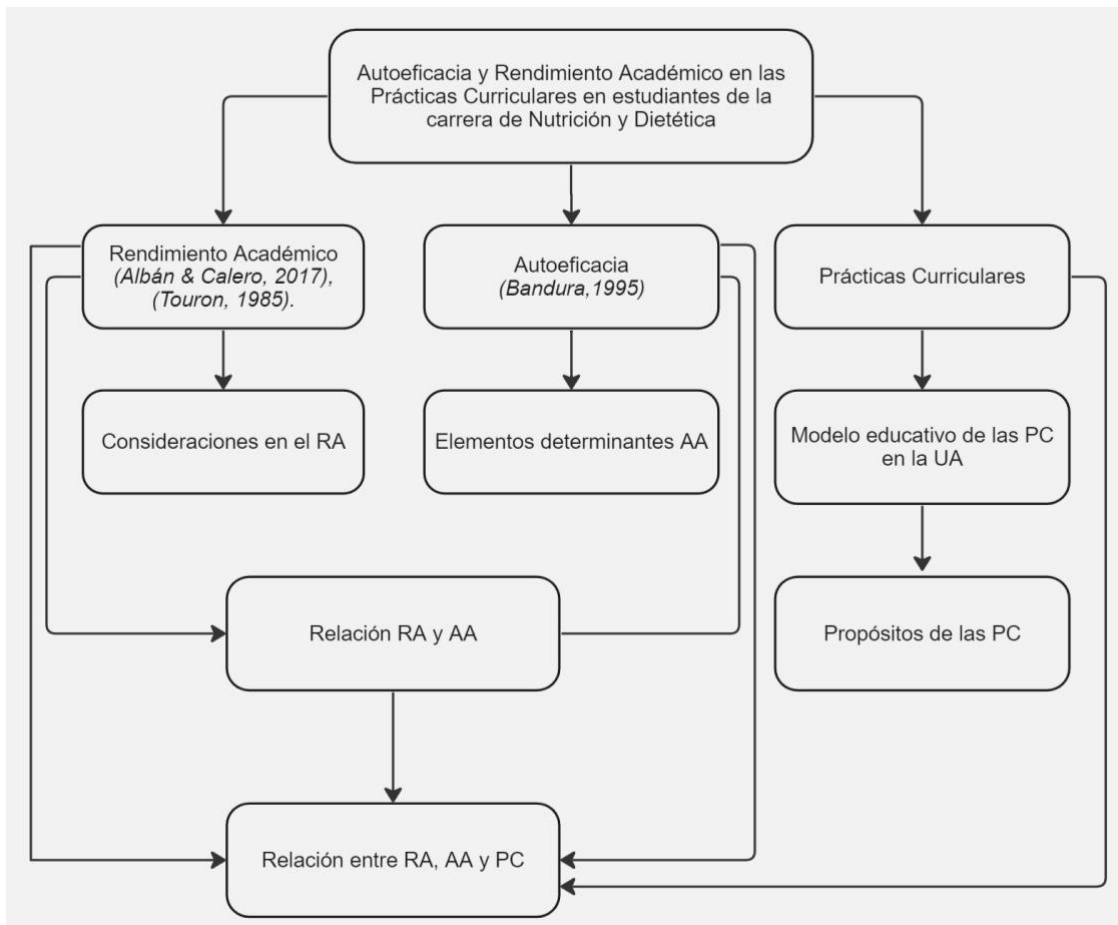 Autoeficacia y Rendimiento Académico en las
Prácticas Curriculares en estudiantes de la
carrera de Nutrición y Dietética
Rendimiento Académico
(Albán & Calero, 2017),
(Touron, 1985).
Autoeficacia
(Bandura,1995)
Prácticas Curriculares
Consideraciones en el RA
Elementos determinantes AA
Modelo educativo de las PC
en la UA
Relación RA y AA
Propósitos de las PC
Relación entre RA, AA y PC